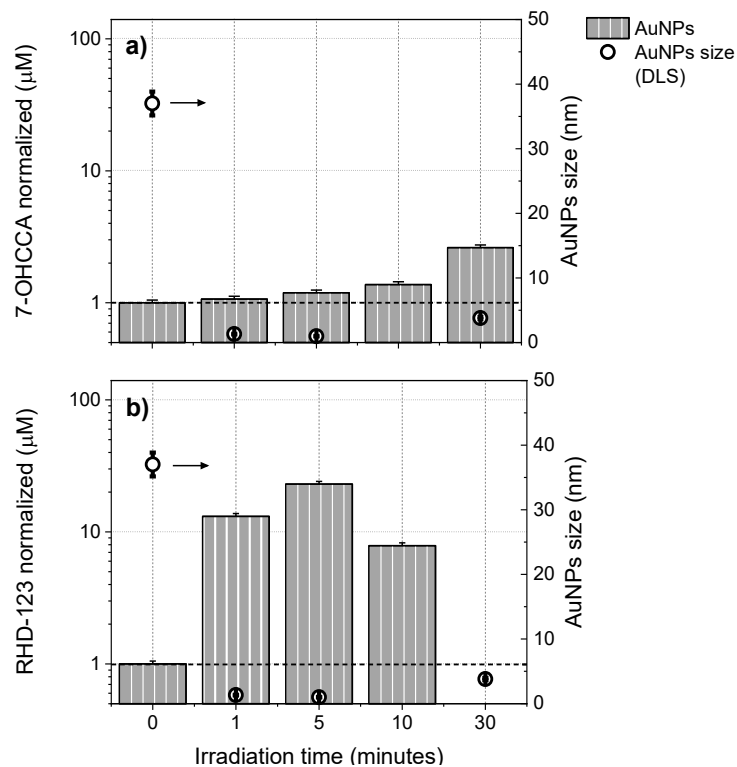 AuNPs
AuNPs size
(DLS)
a)
7-OHCCA normalized (μM)
100
10
1
50
40
30
20
10
0
AuNPs size (nm)
b)
RHD-123 normalized (μM)
100
10
1
50
40
30
20
10
0
AuNPs size (nm)
0 1 5 10 30
Irradiation time (minutes)